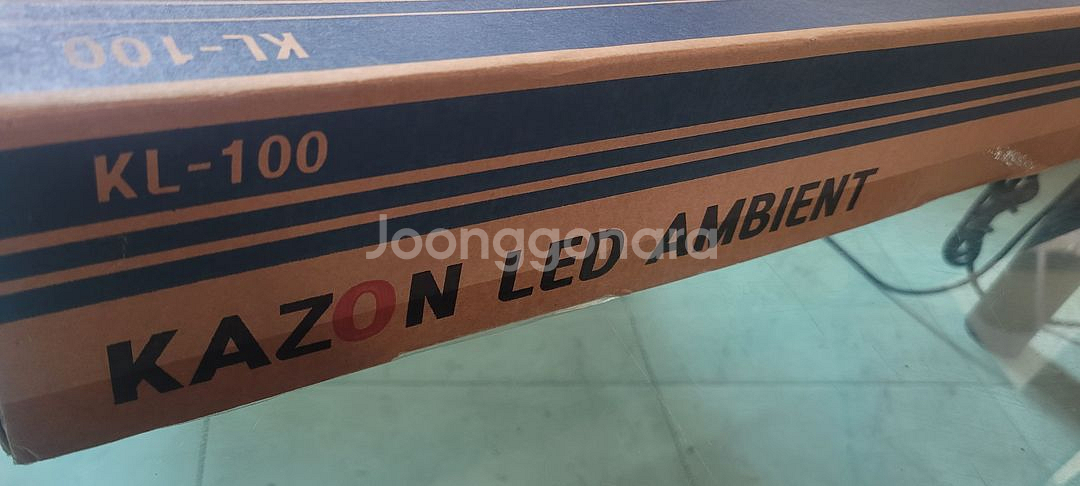 KL-100
KL-100
KAZON LED AMBIENT
Joonggonara